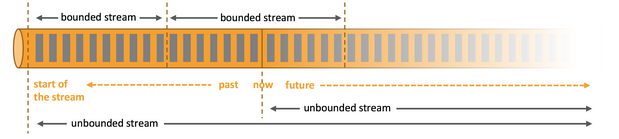 bounded stream
bounded stream
start of
the stream
past
now
future
unbounded stream
unbounded stream